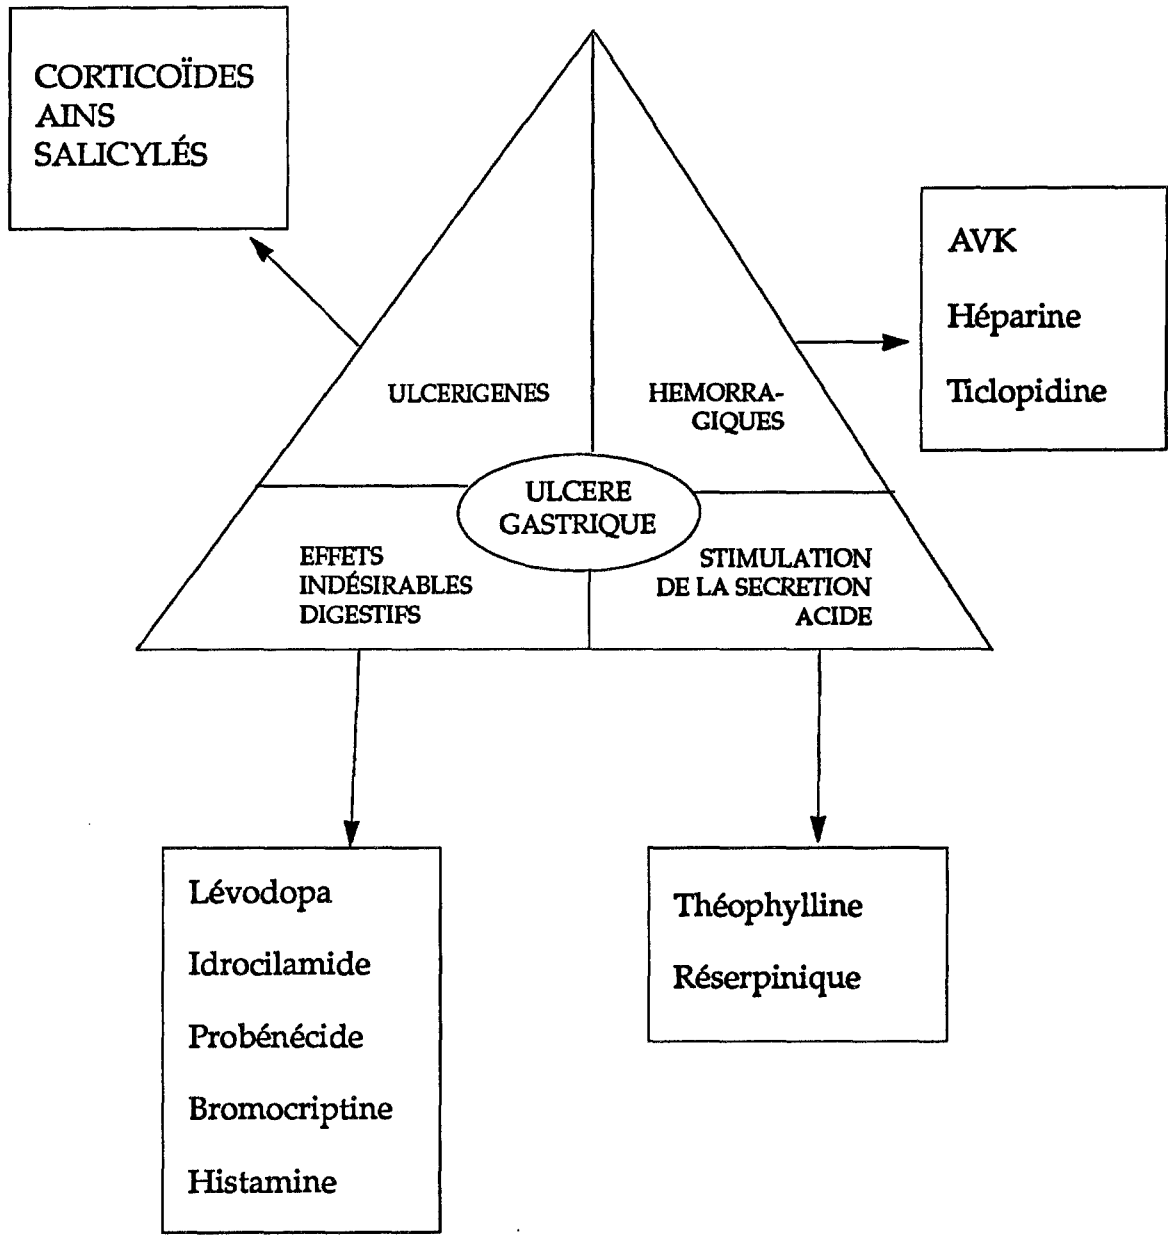 CORTICOÏDES
AINS
SALICYLÉS
AVK
Héparine
Ticlopidine
ULCERIGENES
HEMORRA-
GIQUES
ULCERE
GASTRIQUE
EFFETS
INDÉSIRABLES
DIGESTIFS
STIMULATION
DE LA SECRETION
ACIDE
Lévodopa
Idrocilamide
Probénécide
Bromocriptine
Histamine
Théophylline
Réserpinique